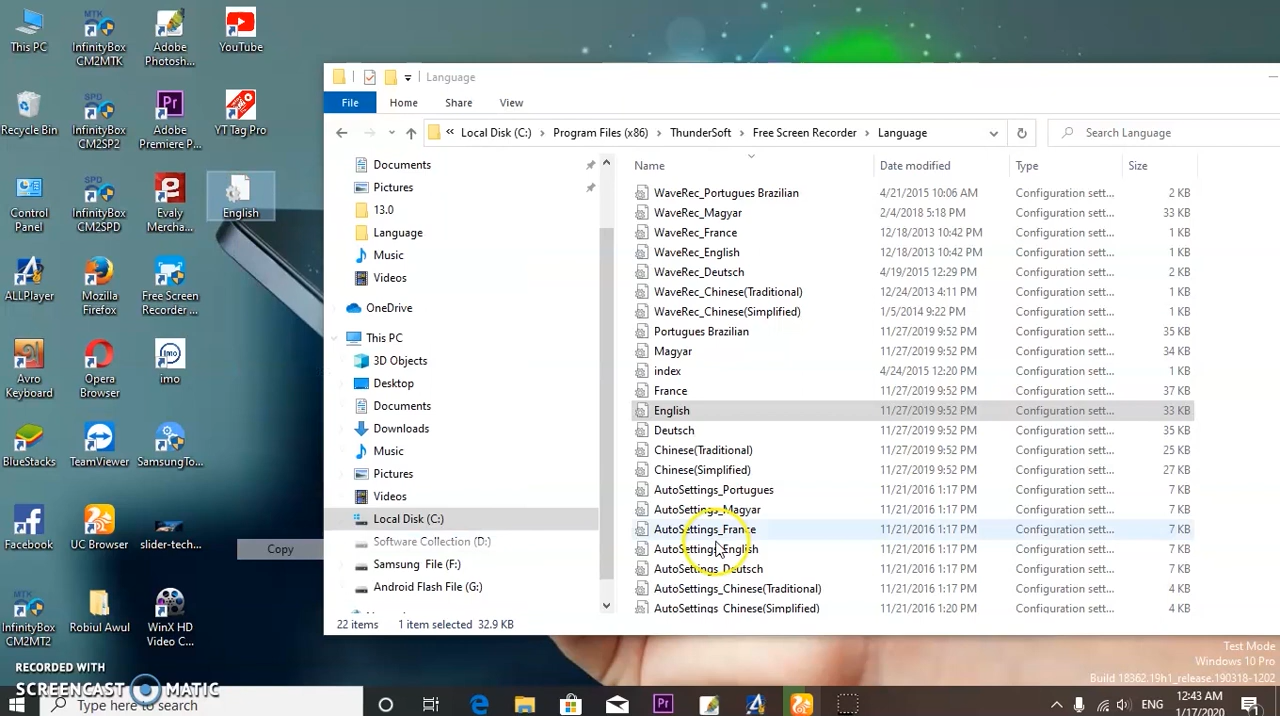 This PC
InfinityBox
CM2MTK
Adobe
Photosh...
YouTube
Recycle Bin
InfinityBox
CM2SP2
Adobe
Premiere P...
YT Tag Pro
Control
Panel
InfinityBox
CM2SPD
Evaly
Mercha...
English
ALLPlayer
Mozilla
Firefox
Free Screen
Recorder ...
Avro
Keyboard
Opera
Browser
imo
BlueStacks
TeamViewer
SamsungTo...
Facebook
UC Browser
slider-tech...
InfinityBox
CM2MT2
Robiul Awul
WinX HD
Video C...
Copy
Language
File
Home
Share
View
« Local Disk (C:) > Program Files (x86) > ThunderSoft > Free Screen Recorder > Language
Search Language
Documents
Pictures
13.0
Language
Music
Videos
OneDrive
This PC
3D Objects
Desktop
Documents
Downloads
Music
Pictures
Videos
Local Disk (C:)
Software Collection (D:)
Samsung File (F:)
Android Flash File (G:)
Name Date modified Type Size
WaveRec_Portugues Brazilian 4/21/2015 10:06 AM Configuration sett... 2 KB
WaveRec_Magyar 2/4/2018 5:18 PM Configuration sett... 33 KB
WaveRec_France 12/18/2013 10:42 PM Configuration sett... 1 KB
WaveRec_English 12/18/2013 10:42 PM Configuration sett... 1 KB
WaveRec_Deutsch 4/19/2015 12:29 PM Configuration sett... 2 KB
WaveRec_Chinese(Traditional) 12/24/2013 4:11 PM Configuration sett... 1 KB
WaveRec_Chinese(Simplified) 1/5/2014 9:22 PM Configuration sett... 1 KB
Portugues Brazilian 11/27/2019 9:52 PM Configuration sett... 35 KB
Magyar 11/27/2019 9:52 PM Configuration sett... 34 KB
index 4/24/2015 12:20 PM Configuration sett... 1 KB
France 11/27/2019 9:52 PM Configuration sett... 37 KB
English 11/27/2019 9:52 PM Configuration sett... 33 KB
Deutsch 11/27/2019 9:52 PM Configuration sett... 35 KB
Chinese(Traditional) 11/27/2019 9:52 PM Configuration sett... 25 KB
Chinese(Simplified) 11/27/2019 9:52 PM Configuration sett... 27 KB
AutoSettings_Portugues 11/21/2016 1:17 PM Configuration sett... 7 KB
AutoSettings_Magyar 11/21/2016 1:17 PM Configuration sett... 7 KB
AutoSettings_France 11/21/2016 1:17 PM Configuration sett... 7 KB
AutoSettings_English 11/21/2016 1:17 PM Configuration sett... 7 KB
AutoSettings_Deutsch 11/21/2016 1:17 PM Configuration sett... 7 KB
AutoSettings_Chinese(Traditional) 11/21/2016 1:17 PM Configuration sett... 4 KB
AutoSettings_Chinese(Simplified) 11/21/2016 1:20 PM Configuration sett... 4 KB
22 items 1 item selected 32.9 KB
Test Mode
Windows 10 Pro
Build 18362.19h1_release.190318-1202
RECORDED WITH
SCREENCAST MATIC
Type here to search
ENG
12:43 AM
1/17/2020